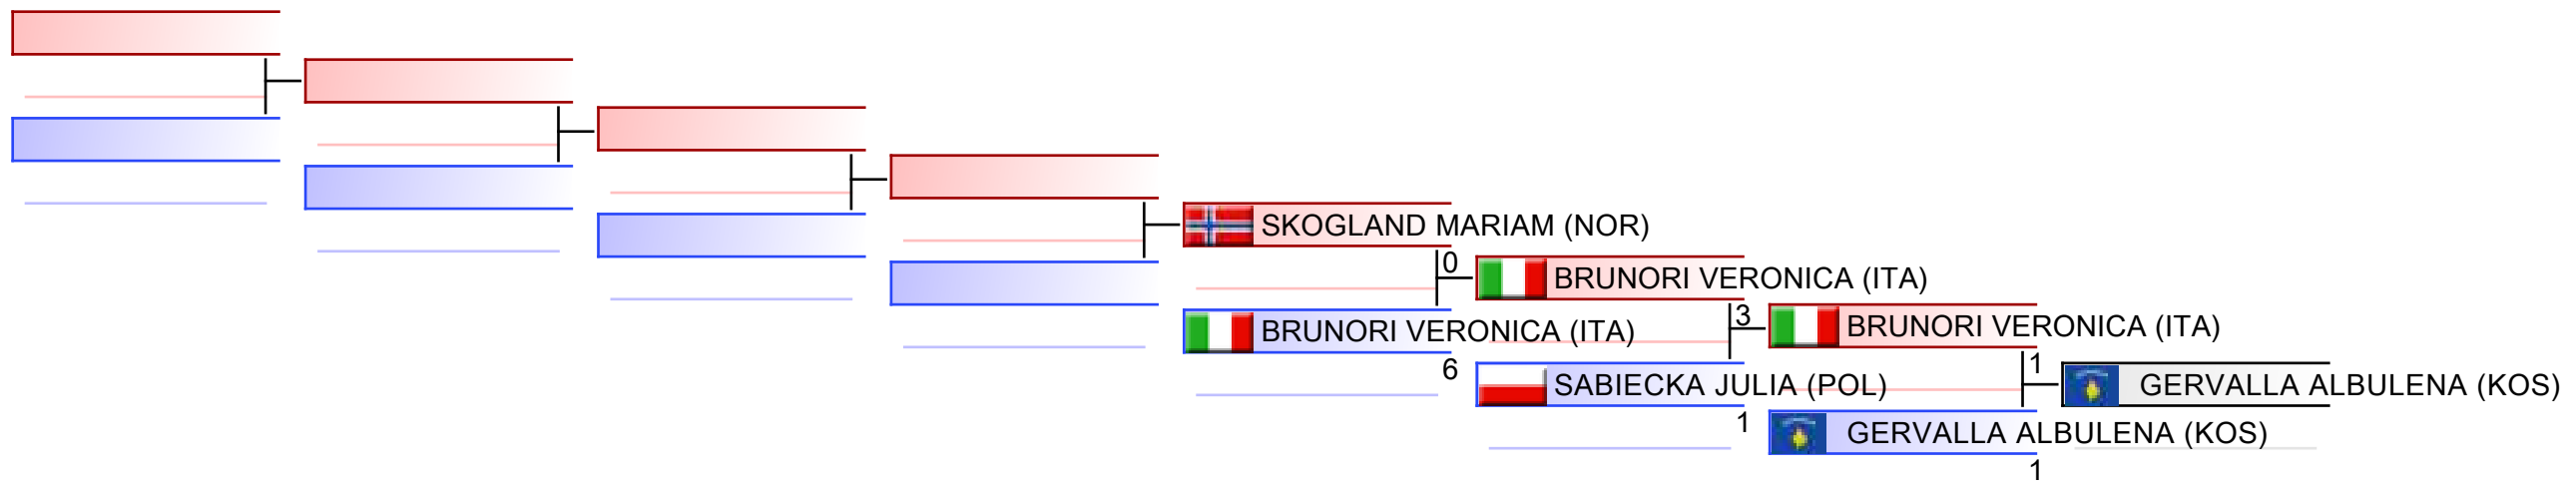 SKOGLAND MARIAM (NOR)
0
BRUNORI VERONICA (ITA)
6
BRUNORI VERONICA (ITA)
3
SABIECKA JULIA (POL)
1
BRUNORI VERONICA (ITA)
1
GERVALLA ALBULENA (KOS)
1
GERVALLA ALBULENA (KOS)